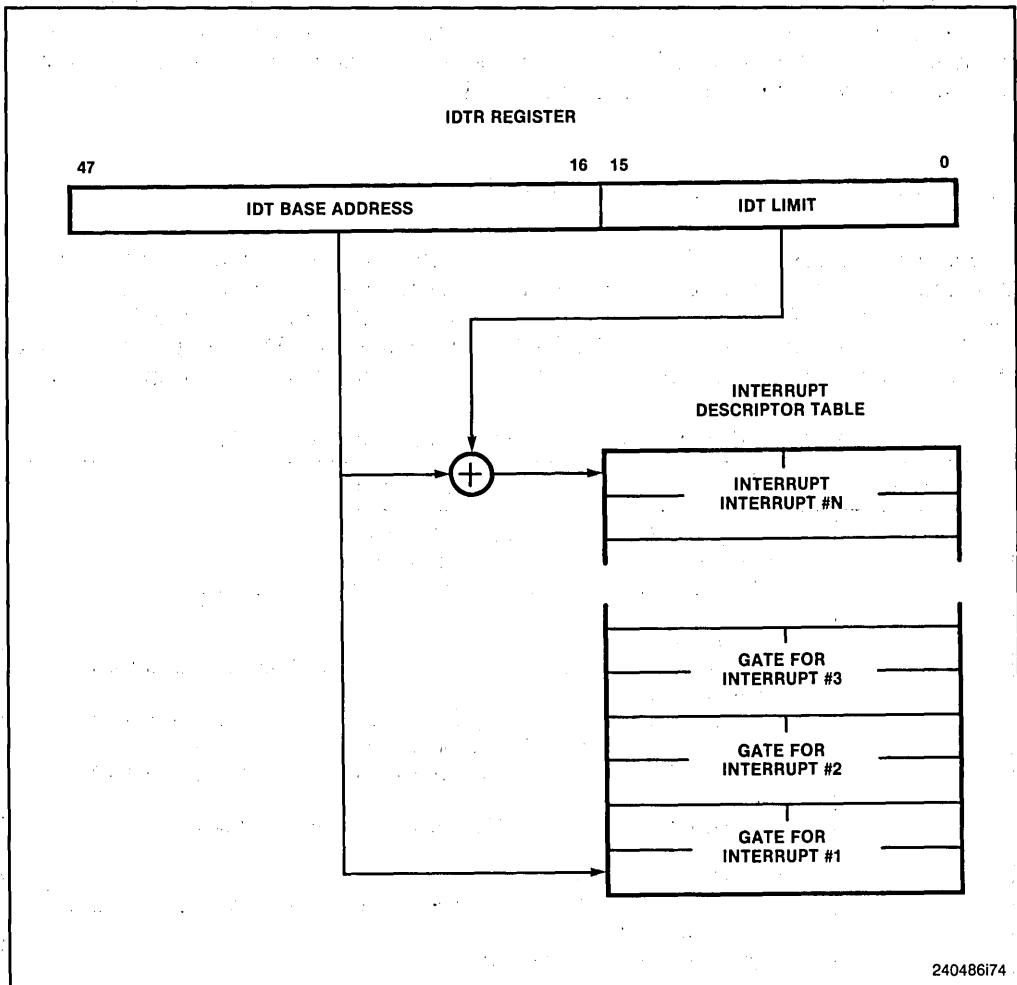 IDTR REGISTER
47 16 15 0
IDT BASE ADDRESS IDT LIMIT
INTERRUPT
DESCRIPTOR TABLE
INTERRUPT
INTERRUPT #N
GATE FOR
INTERRUPT #3
GATE FOR
INTERRUPT #2
GATE FOR
INTERRUPT #1
240486i74